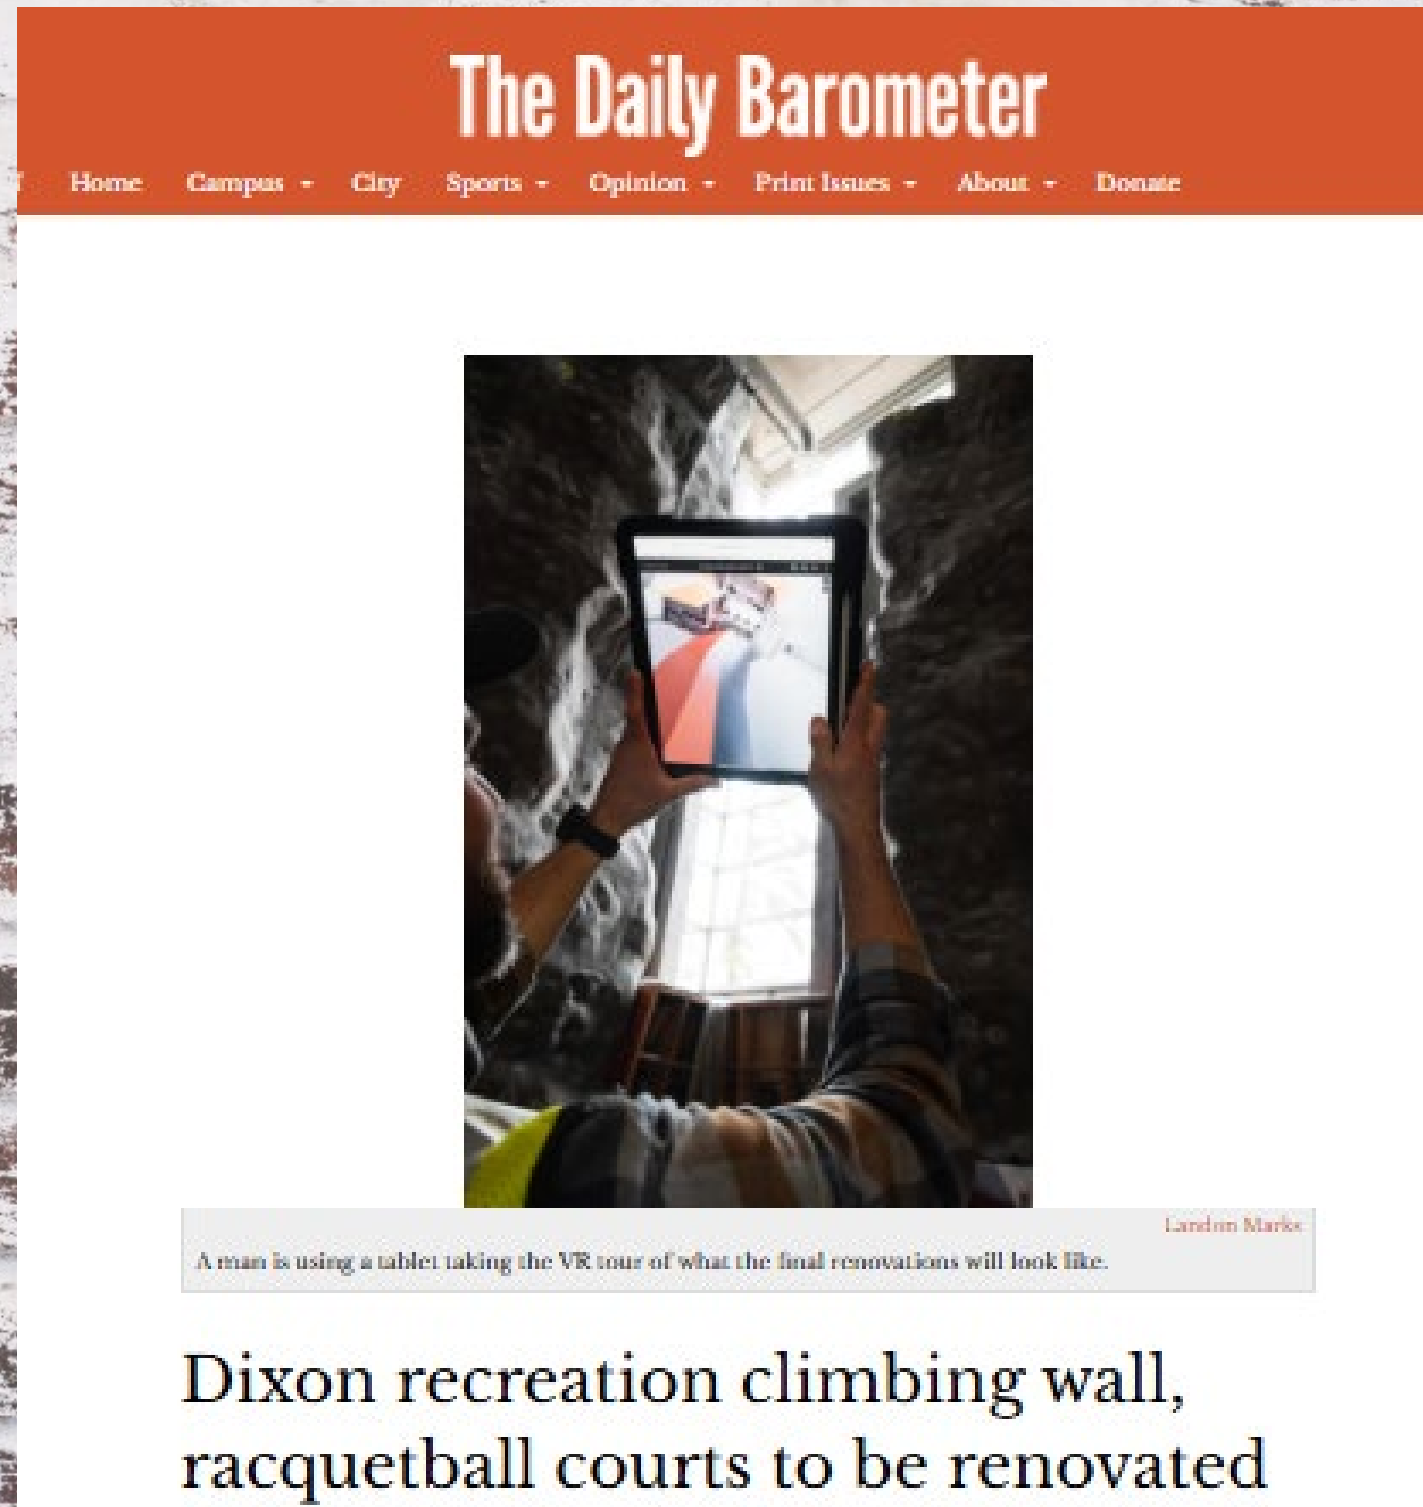 The Daily Barometer
Home Campus City Sports Opinion Print Issues About Donate
Landon Marks
A man is using a tablet taking the VR tour of what the final renovations will look like.
Dixon recreation climbing wall,
racquetball courts to be renovated